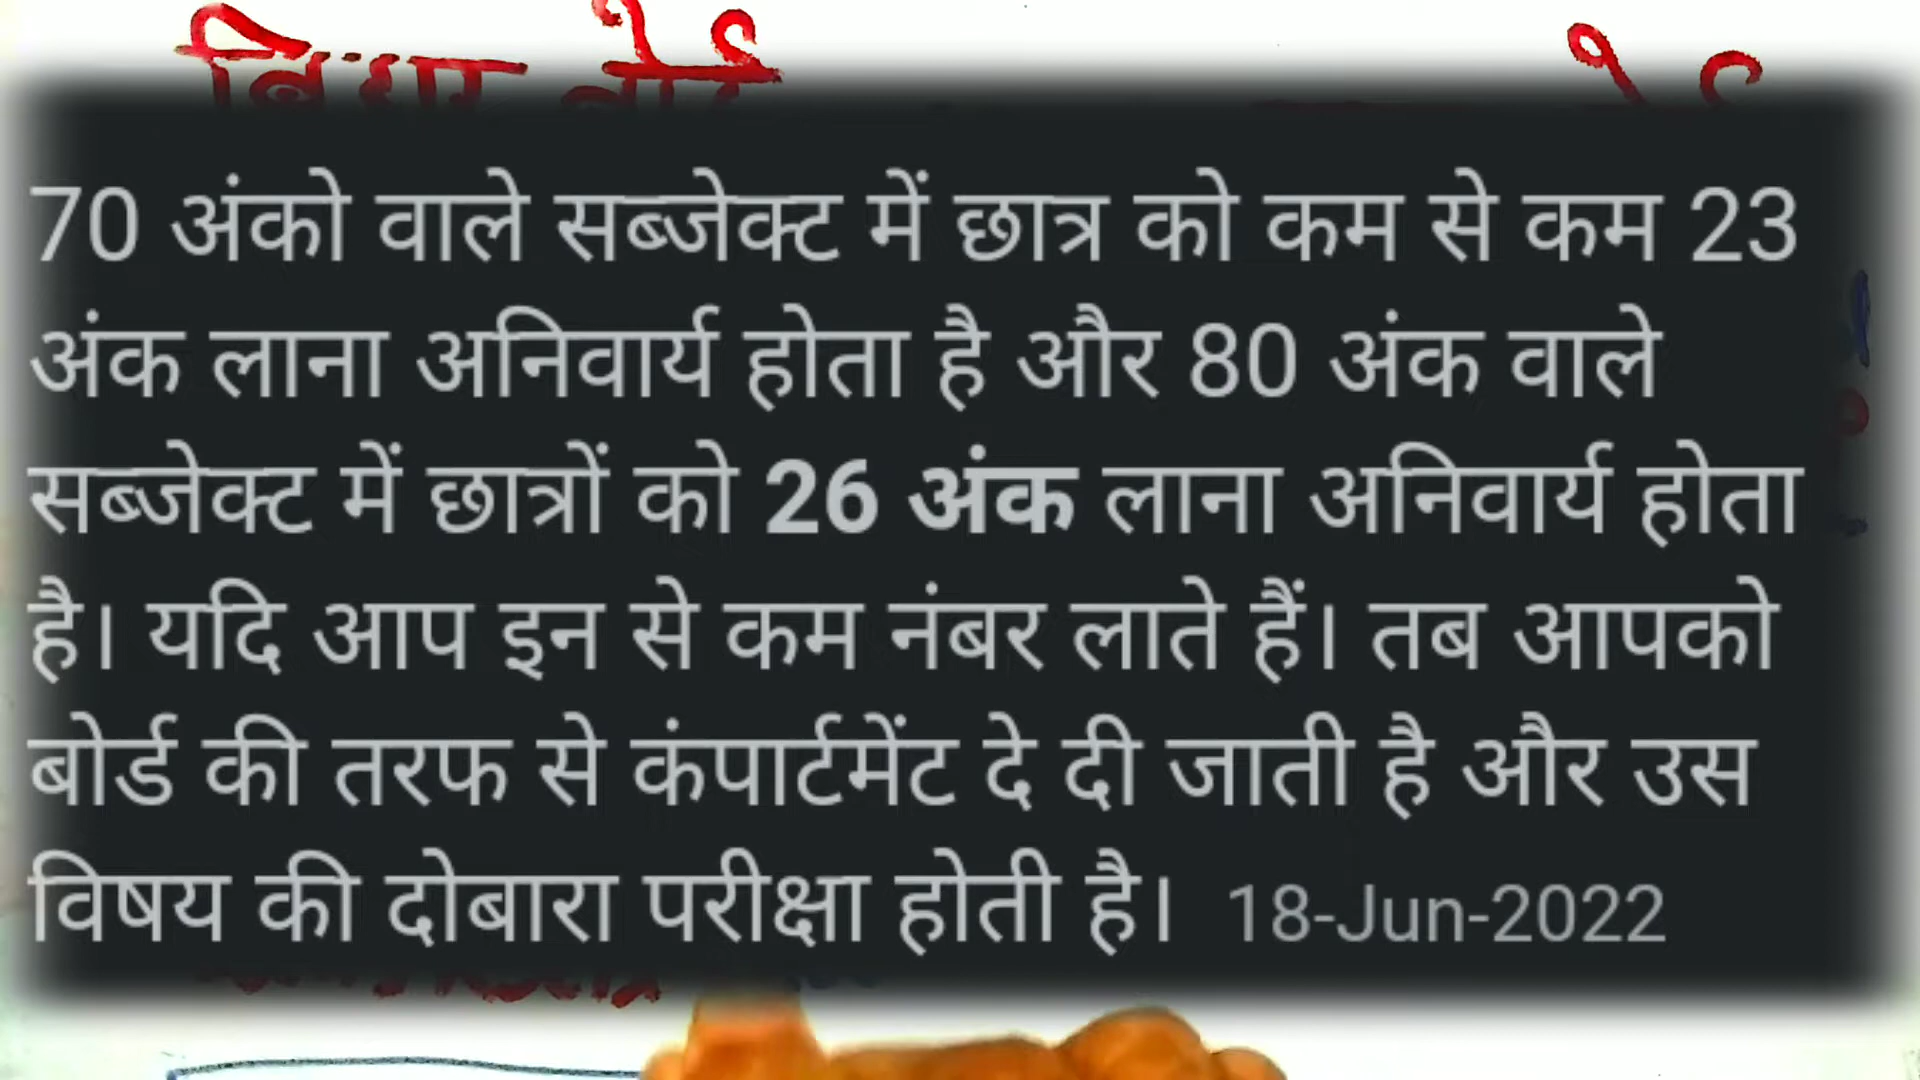 बोर्ड
70 अंको वाले सब्जेक्ट में छात्र को कम से कम 23
अंक लाना अनिवार्य होता है और 80 अंक वाले
सब्जेक्ट में छात्रों को 26 अंक लाना अनिवार्य होता
है। यदि आप इन से कम नंबर लाते हैं। तब आपको
बोर्ड की तरफ से कंपार्टमेंट दे दी जाती है और उस
विषय की दोबारा परीक्षा होती है। 18-Jun-2022